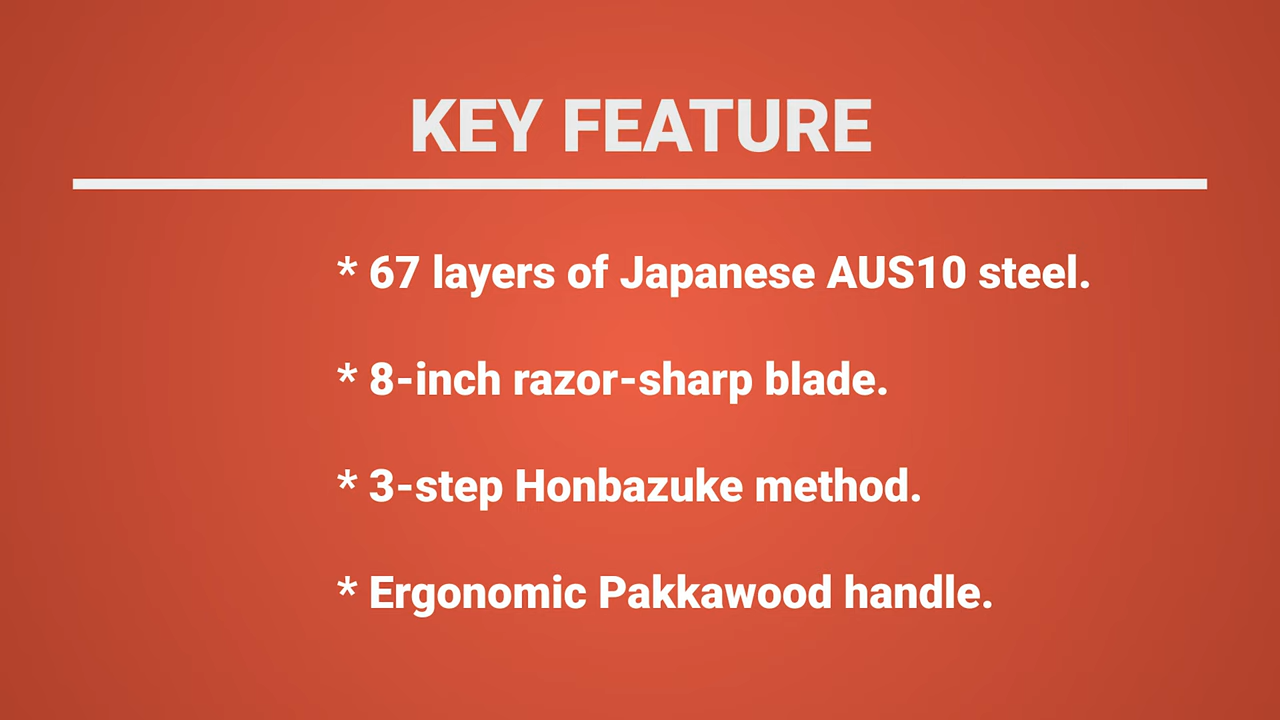 KEY FEATURE
* 67 layers of Japanese AUS10 steel.
* 8-inch razor-sharp blade.
* 3-step Honbazuke method.
* Ergonomic Pakkawood handle.